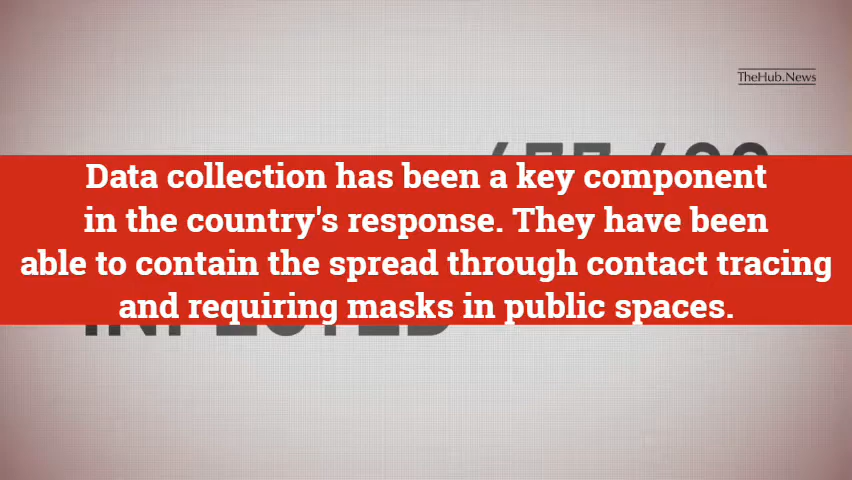 TheHub.News
Data collection has been a key component
in the country's response. They have been
able to contain the spread through contact tracing
and requiring masks in public spaces.